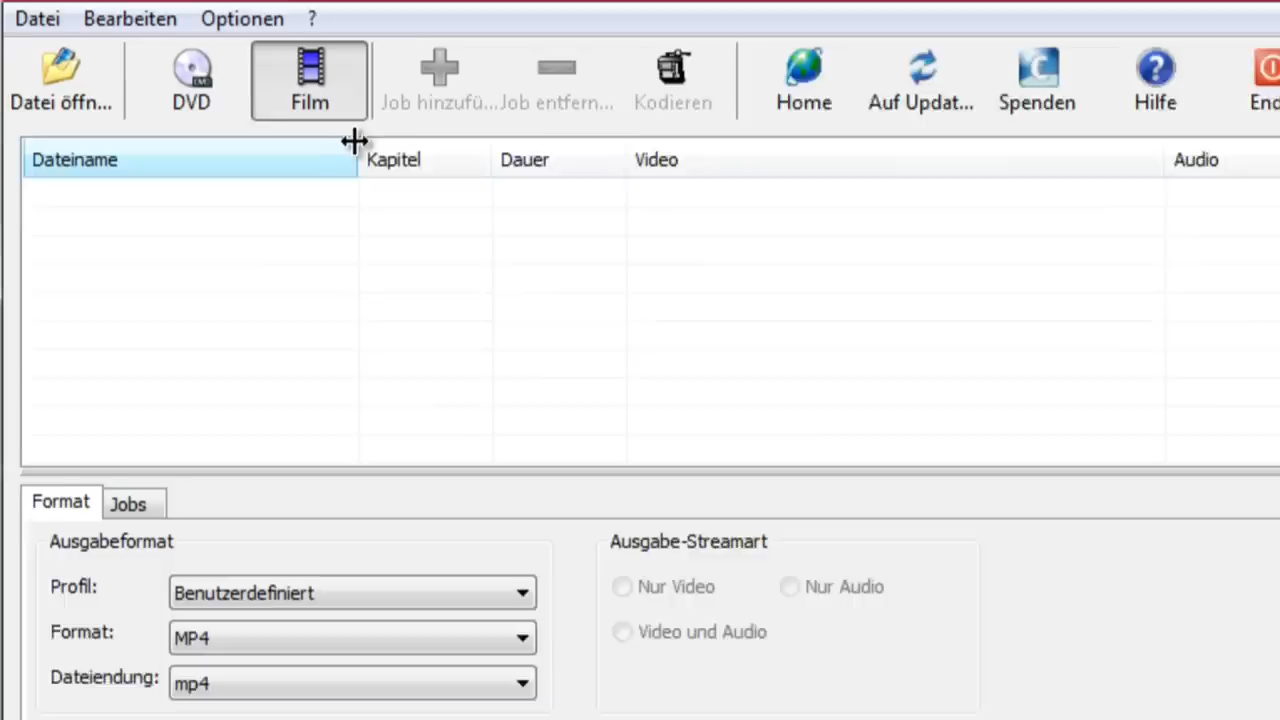 Datei Bearbeiten Optionen ?
Datei öffn... DVD Film Job hinzufü... Job entfern... Kodieren Home Auf Updat... Spenden Hilfe End
Dateiname Kapitel Dauer Video Audio
Format Jobs
Ausgabeformat Ausgabe-Streamart
Profil: Benutzerdefiniert Nur Video Nur Audio
Format: MP4 Video und Audio
Dateiendung: mp4